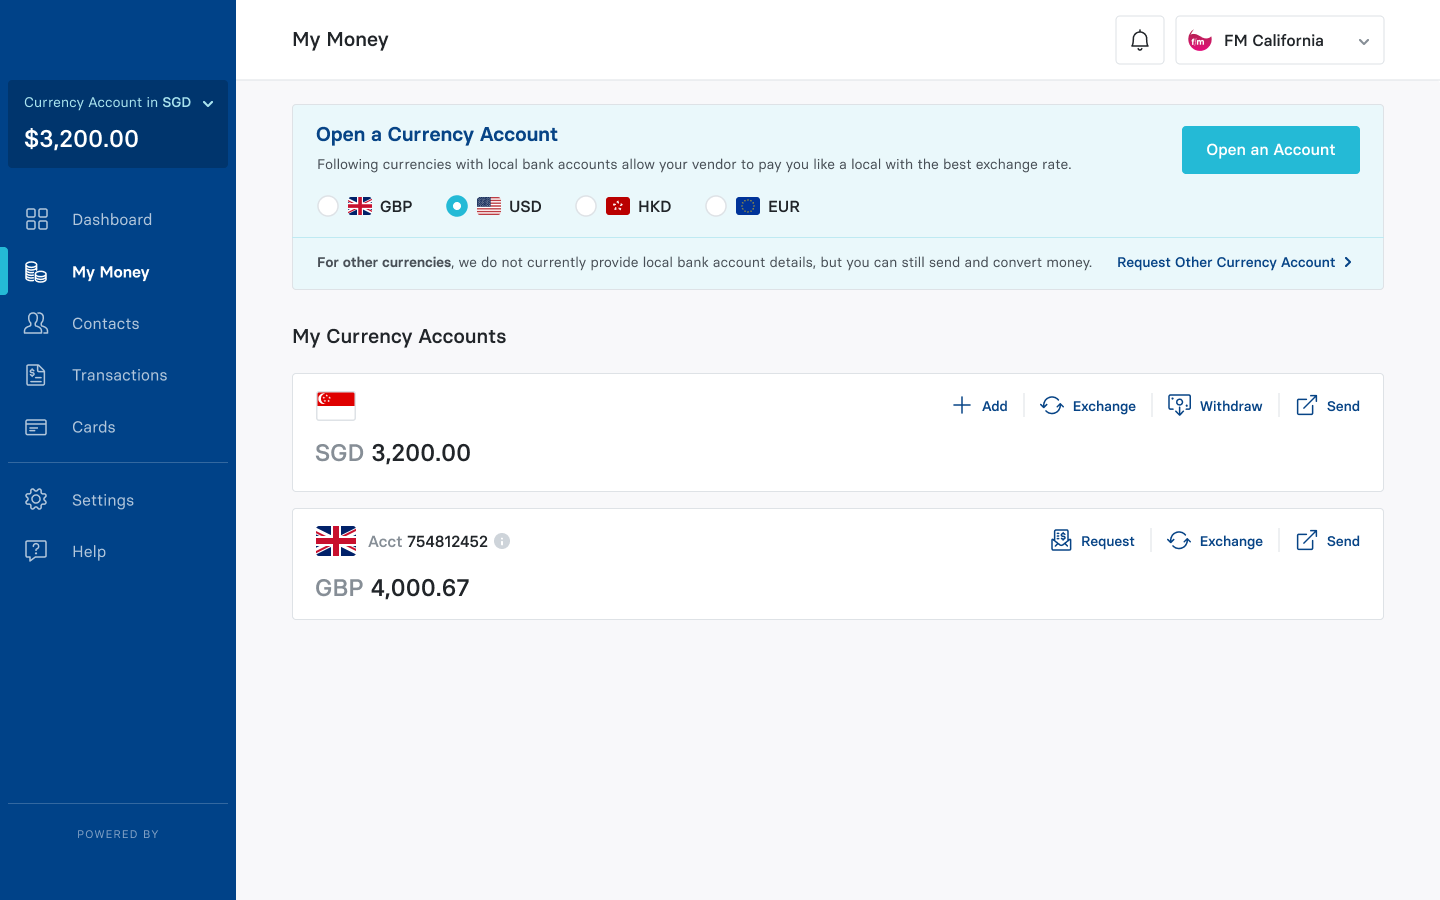 Currency Account in SGD
$3,200.00
Dashboard
My Money
Contacts
Transactions
Cards
Settings
Help
POWERED BY
My Money
fm
FM California
Open a Currency Account
Following currencies with local bank accounts allow your vendor to pay you like a local with the best exchange rate.
Open an Account
GBP USD HKD EUR
For other currencies, we do not currently provide local bank account details, but you can still send and convert money. Request Other Currency Account
My Currency Accounts
Add Exchange Withdraw Send
SGD 3,200.00
Acct 754812452 Request Exchange Send
GBP 4,000.67